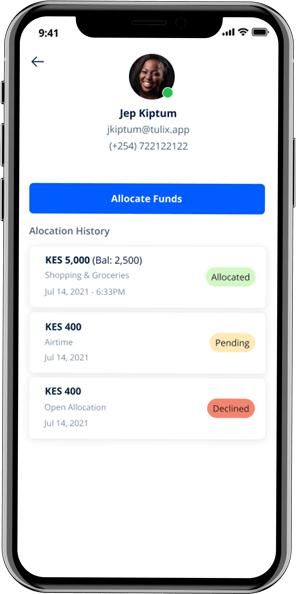 9:41
Jep Kiptum
jkiptum@tulix.app
(+254) 722122122
Allocate Funds
Alocation History
KES 5,000 (Bal: 2,500)
Shopping & Groceries
Allocated
Jul 14, 2021 - 6:33PM
KES 400
Airtime
Pending
Jul 14, 2021
KES 400
Open Allocation
Declined
Jul 14, 2021